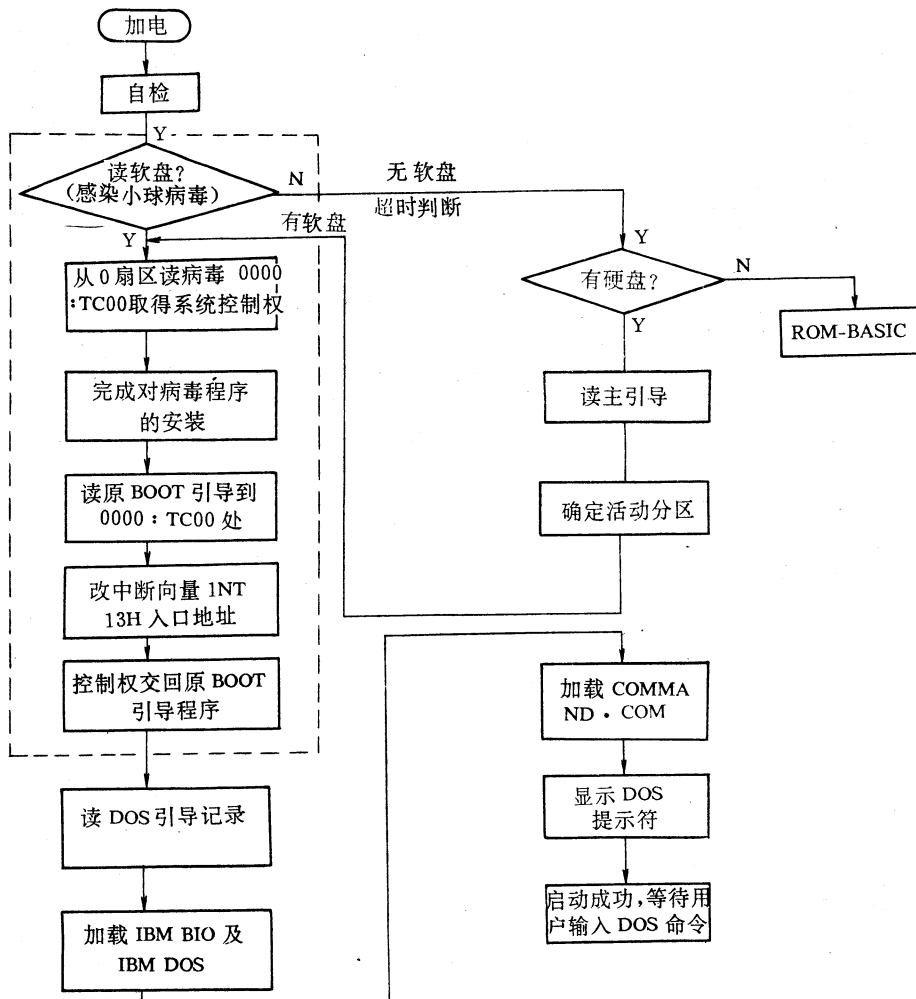 加电
自检
Y
读软盘?
(感染小球病毒)
N
无软盘
超时判断
Y
有软盘
从0扇区读病毒 0000
:TC00取得系统控制权
完成对病毒程序
的安装
读原 BOOT 引导到
0000:TC00 处
改中断向量 1NT
13H 入口地址
控制权交回原 BOOT
引导程序
读 DOS 引导记录
加载 IBM BIO 及
IBM DOS
Y
有硬盘?
N
ROM-BASIC
Y
读主引导
确定活动分区
加载 COMMA
ND·COM
显示 DOS
提示符
启动成功,等待用
户输入 DOS 命令